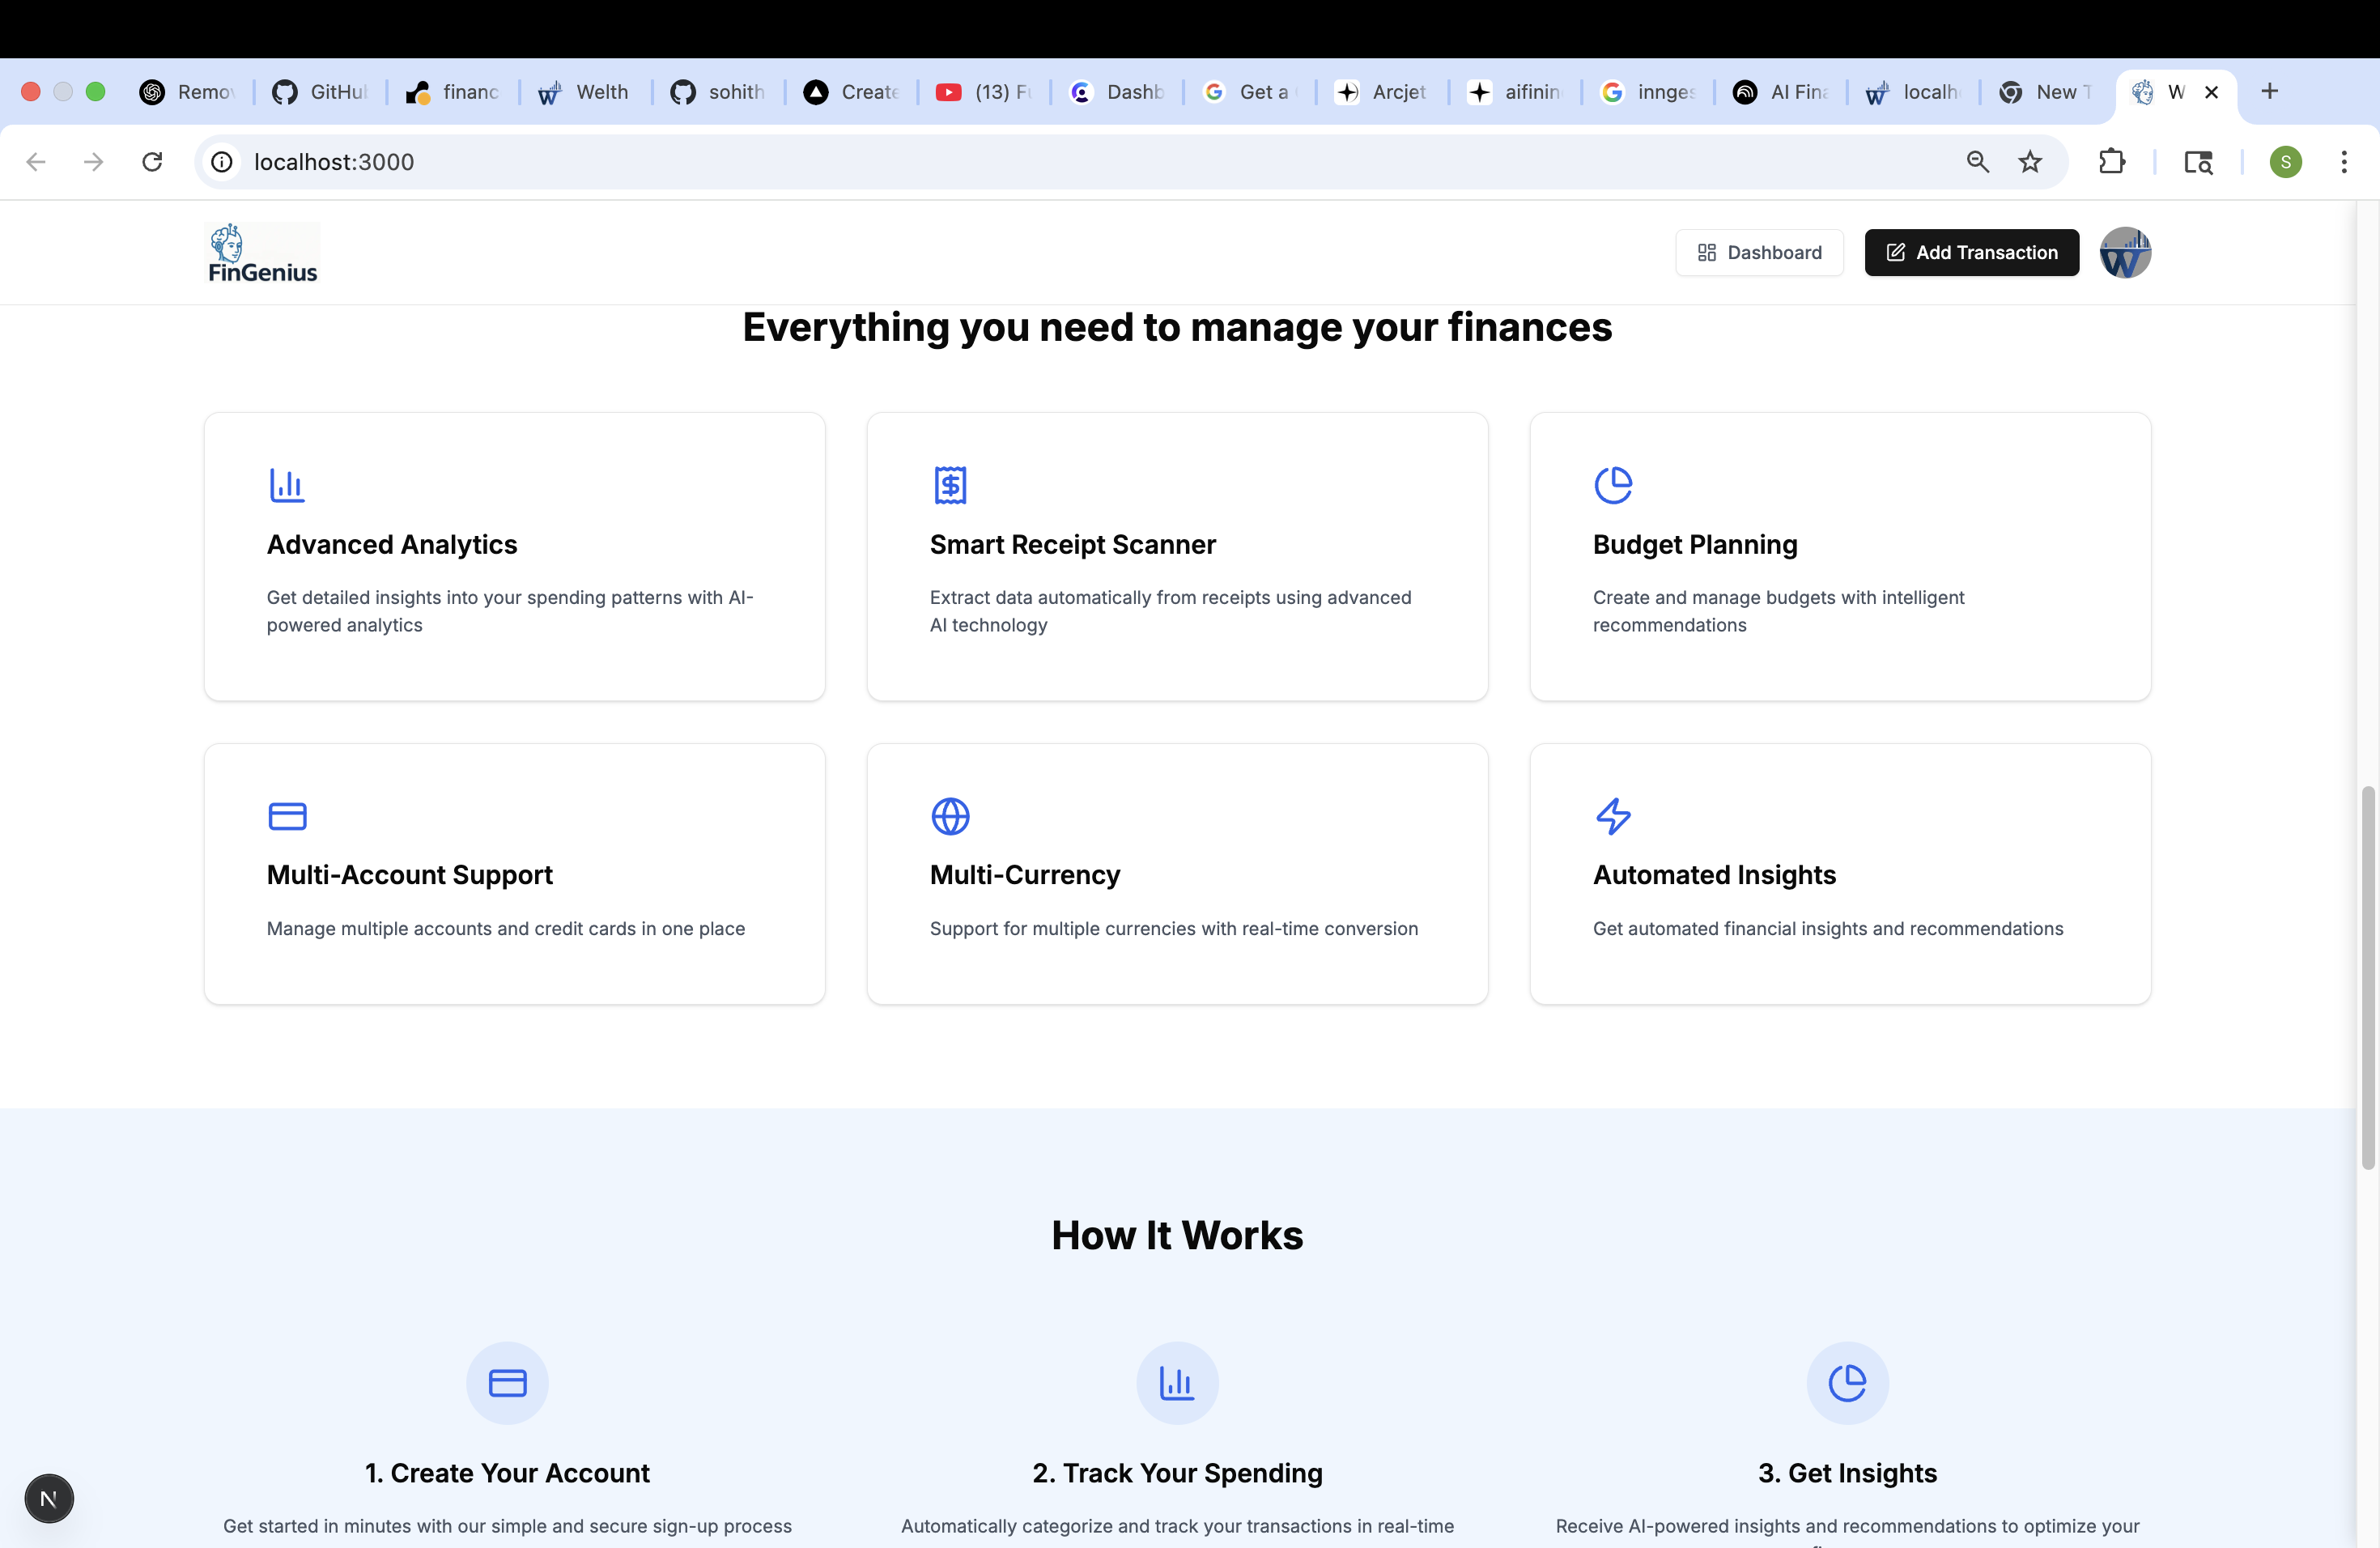 Remo
GitHu
financ
Welth
sohith
Create
(13) F
Dashb
Get a
Arcjet
aifinin
innges
AI Fina
localh
New T
W
localhost:3000
S
FinGenius
Dashboard
Add Transaction
W
Everything you need to manage your finances
Advanced Analytics
Get detailed insights into your spending patterns with AI-
powered analytics
Smart Receipt Scanner
Extract data automatically from receipts using advanced
AI technology
Budget Planning
Create and manage budgets with intelligent
recommendations
Multi-Account Support
Manage multiple accounts and credit cards in one place
Multi-Currency
Support for multiple currencies with real-time conversion
Automated Insights
Get automated financial insights and recommendations
How It Works
1. Create Your Account
Get started in minutes with our simple and secure sign-up process
2. Track Your Spending
Automatically categorize and track your transactions in real-time
3. Get Insights
Receive AI-powered insights and recommendations to optimize your
N